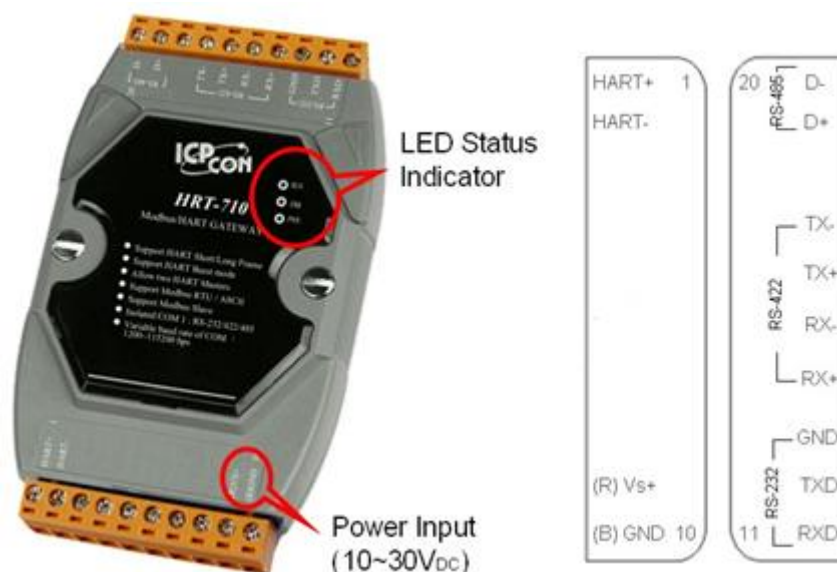 ICP CON
HRT-710
Modbus/HART GATEWAY
Support HART Short/Long Frame
Support HART Burst mode
Allow two HART Masters
Support Modbus RTU / ASCII
Support Modbus Slave
Isolated COM 1 : RS-232/422/485
Variable baud rate of COM :
1200~115200 bps
LED Status
Indicator
Power Input
(10~30VDC)
HART+ 1
HART-
(R) Vs+
(B) GND 10
20 D-
D+
RS-485
TX-
TX+
RX-
RX+
RS-422
GND
TXD
11 RXD
RS-232